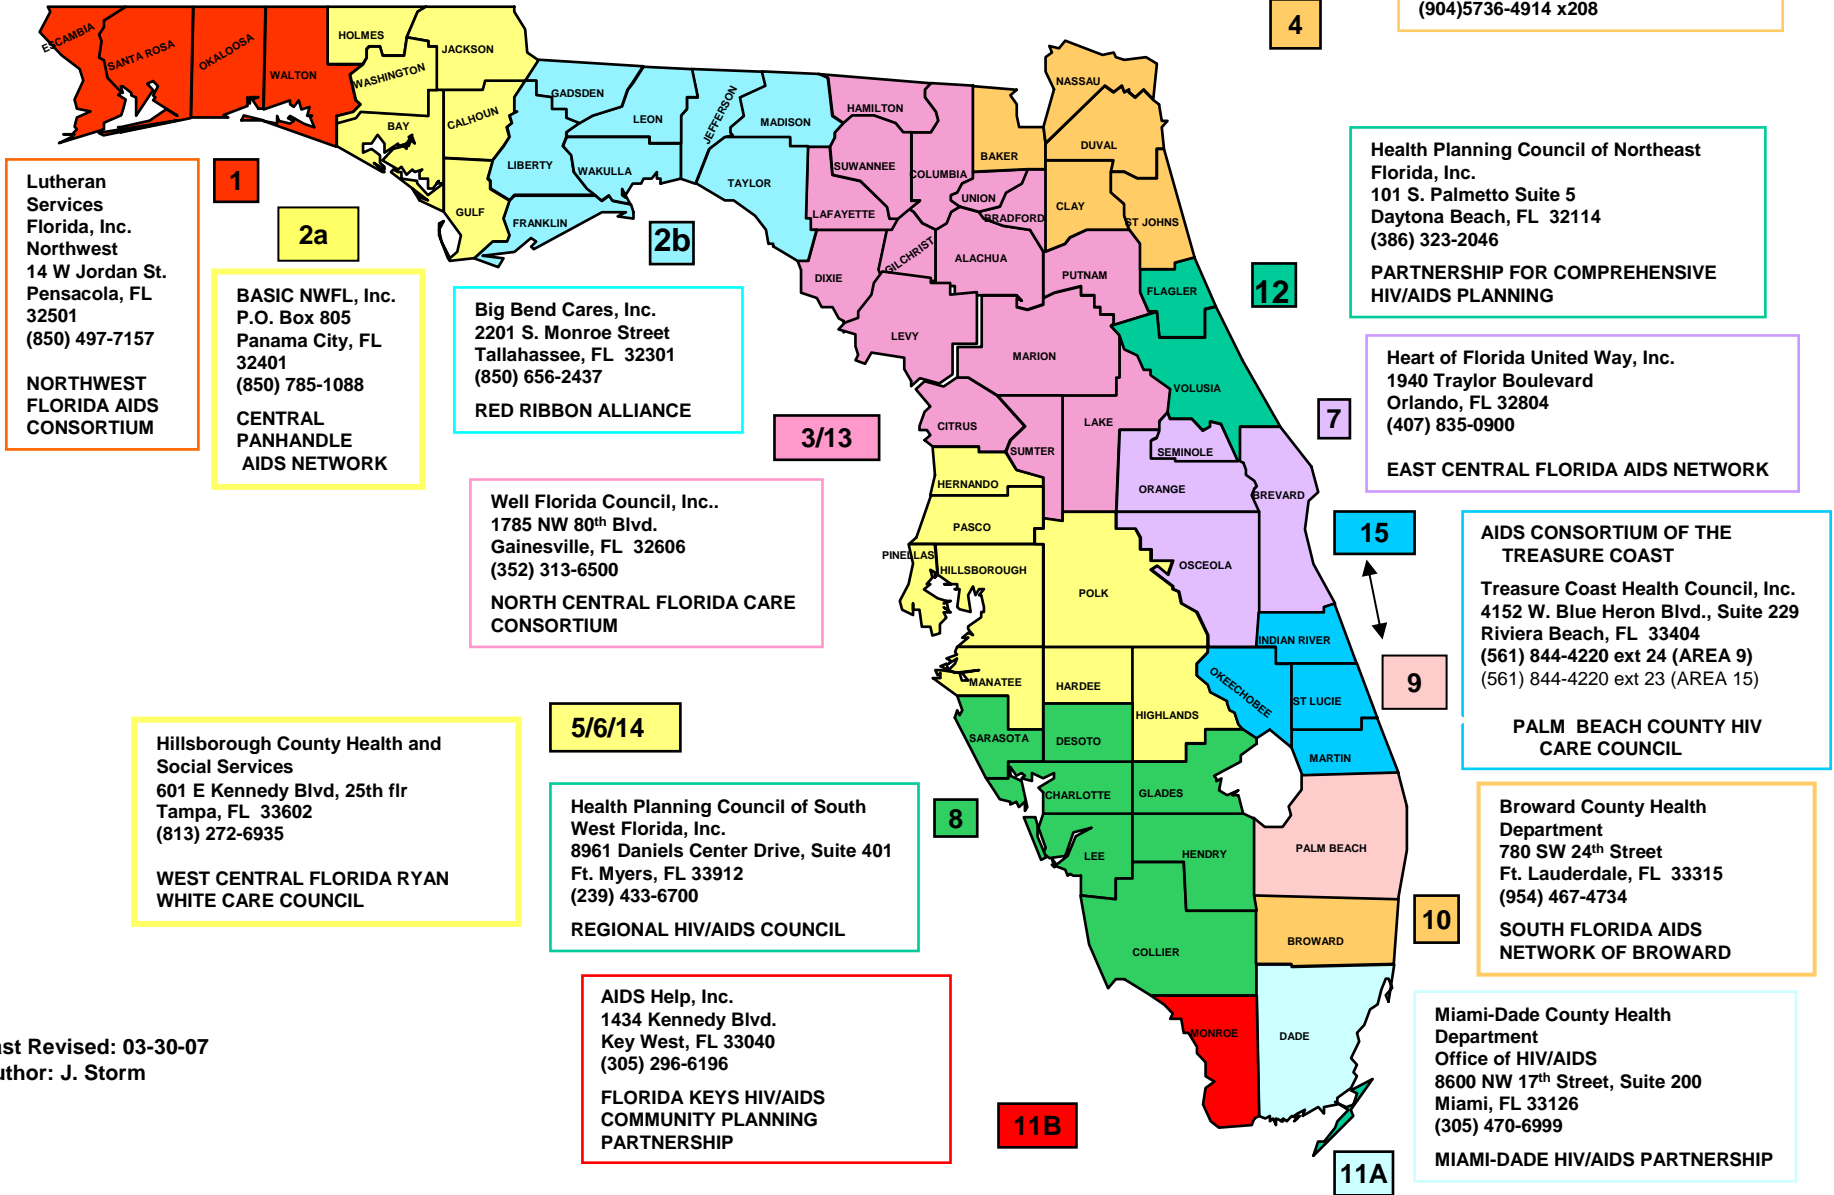 4
(904)5736-4914 x208
ESCAMBIA
SANTA ROSA
OKALOOSA
WALTON
HOLMES
JACKSON
WASHINGTON
BAY
CALHOUN
GULF
GADSDEN
LIBERTY
FRANKLIN
LEON
WAKULLA
JEFFERSON
MADISON
TAYLOR
HAMILTON
SUWANNEE
COLUMBIA
LAFAYETTE
UNION
BRADFORD
DIXIE
GILCHRIST
ALACHUA
PUTNAM
LEVY
MARION
CITRUS
SUMTER
LAKE
BAKER
NASSAU
DUVAL
CLAY
ST JOHNS
FLAGLER
VOLUSIA
SEMINOLE
ORANGE
BREVARD
OSCEOLA
HERNANDO
PASCO
PINELLAS
HILLSBOROUGH
POLK
MANATEE
HARDEE
HIGHLANDS
INDIAN RIVER
OKEECHOBEE
ST LUCIE
MARTIN
SARASOTA
DESOTO
CHARLOTTE
GLADES
LEE
HENDRY
COLLIER
PALM BEACH
BROWARD
MONROE
DADE
1
Lutheran
Services
Florida, Inc.
Northwest
14 W Jordan St.
Pensacola, FL
32501
(850) 497-7157
NORTHWEST
FLORIDA AIDS
CONSORTIUM
2a
BASIC NWFL, Inc.
P.O. Box 805
Panama City, FL
32401
(850) 785-1088
CENTRAL
PANHANDLE
AIDS NETWORK
2b
Big Bend Cares, Inc.
2201 S. Monroe Street
Tallahassee, FL 32301
(850) 656-2437
RED RIBBON ALLIANCE
3/13
Well Florida Council, Inc..
1785 NW 80th Blvd.
Gainesville, FL 32606
(352) 313-6500
NORTH CENTRAL FLORIDA CARE
CONSORTIUM
12
Health Planning Council of Northeast
Florida, Inc.
101 S. Palmetto Suite 5
Daytona Beach, FL 32114
(386) 323-2046
PARTNERSHIP FOR COMPREHENSIVE
HIV/AIDS PLANNING
7
Heart of Florida United Way, Inc.
1940 Traylor Boulevard
Orlando, FL 32804
(407) 835-0900
EAST CENTRAL FLORIDA AIDS NETWORK
15
9
AIDS CONSORTIUM OF THE
TREASURE COAST
Treasure Coast Health Council, Inc.
4152 W. Blue Heron Blvd., Suite 229
Riviera Beach, FL 33404
(561) 844-4220 ext 24 (AREA 9)
(561) 844-4220 ext 23 (AREA 15)
PALM BEACH COUNTY HIV
CARE COUNCIL
5/6/14
Hillsborough County Health and
Social Services
601 E Kennedy Blvd, 25th flr
Tampa, FL 33602
(813) 272-6935
WEST CENTRAL FLORIDA RYAN
WHITE CARE COUNCIL
8
Health Planning Council of South
West Florida, Inc.
8961 Daniels Center Drive, Suite 401
Ft. Myers, FL 33912
(239) 433-6700
REGIONAL HIV/AIDS COUNCIL
10
Broward County Health
Department
780 SW 24th Street
Ft. Lauderdale, FL 33315
(954) 467-4734
SOUTH FLORIDA AIDS
NETWORK OF BROWARD
11B
AIDS Help, Inc.
1434 Kennedy Blvd.
Key West, FL 33040
(305) 296-6196
FLORIDA KEYS HIV/AIDS
COMMUNITY PLANNING
PARTNERSHIP
11A
Miami-Dade County Health
Department
Office of HIV/AIDS
8600 NW 17th Street, Suite 200
Miami, FL 33126
(305) 470-6999
MIAMI-DADE HIV/AIDS PARTNERSHIP
ast Revised: 03-30-07
uthor: J. Storm